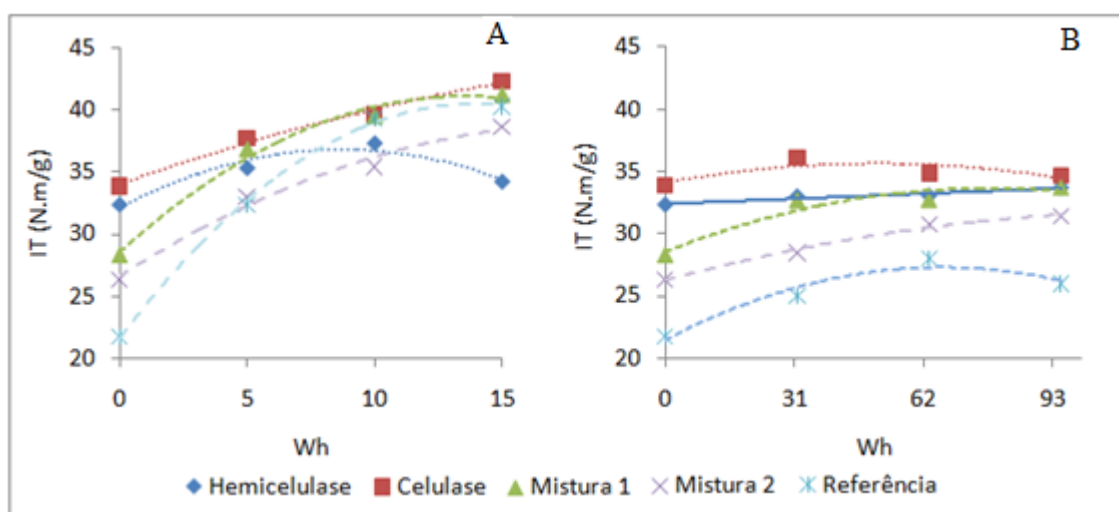 A
B
45
40
35
30
25
20
IT (N.m/g)
0 5 10 15
Wh
45
40
35
30
25
20
IT (N.m/g)
0 31 62 93
Wh
Hemicelulase Celulase Mistura 1 Mistura 2 Referência